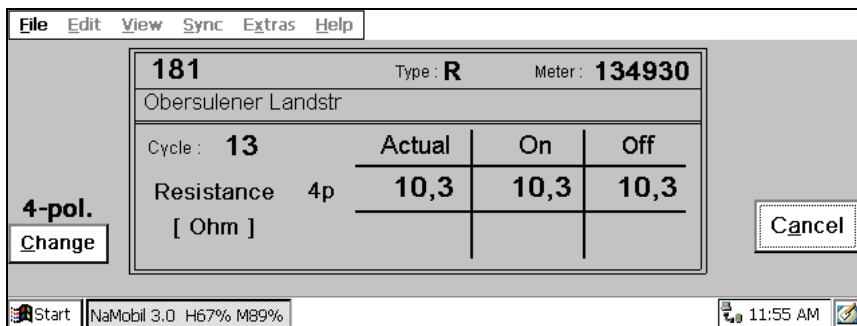 File Edit View Sync Extras Help
181 Type : R Meter : 134930
Obersulener Landstr
Cycle : 13 Actual On Off
Resistance 4p 10,3 10,3 10,3
[ Ohm ]
4-pol.
Change
Cancel
Start NaMobil 3.0 H67% M89% 11:55 AM